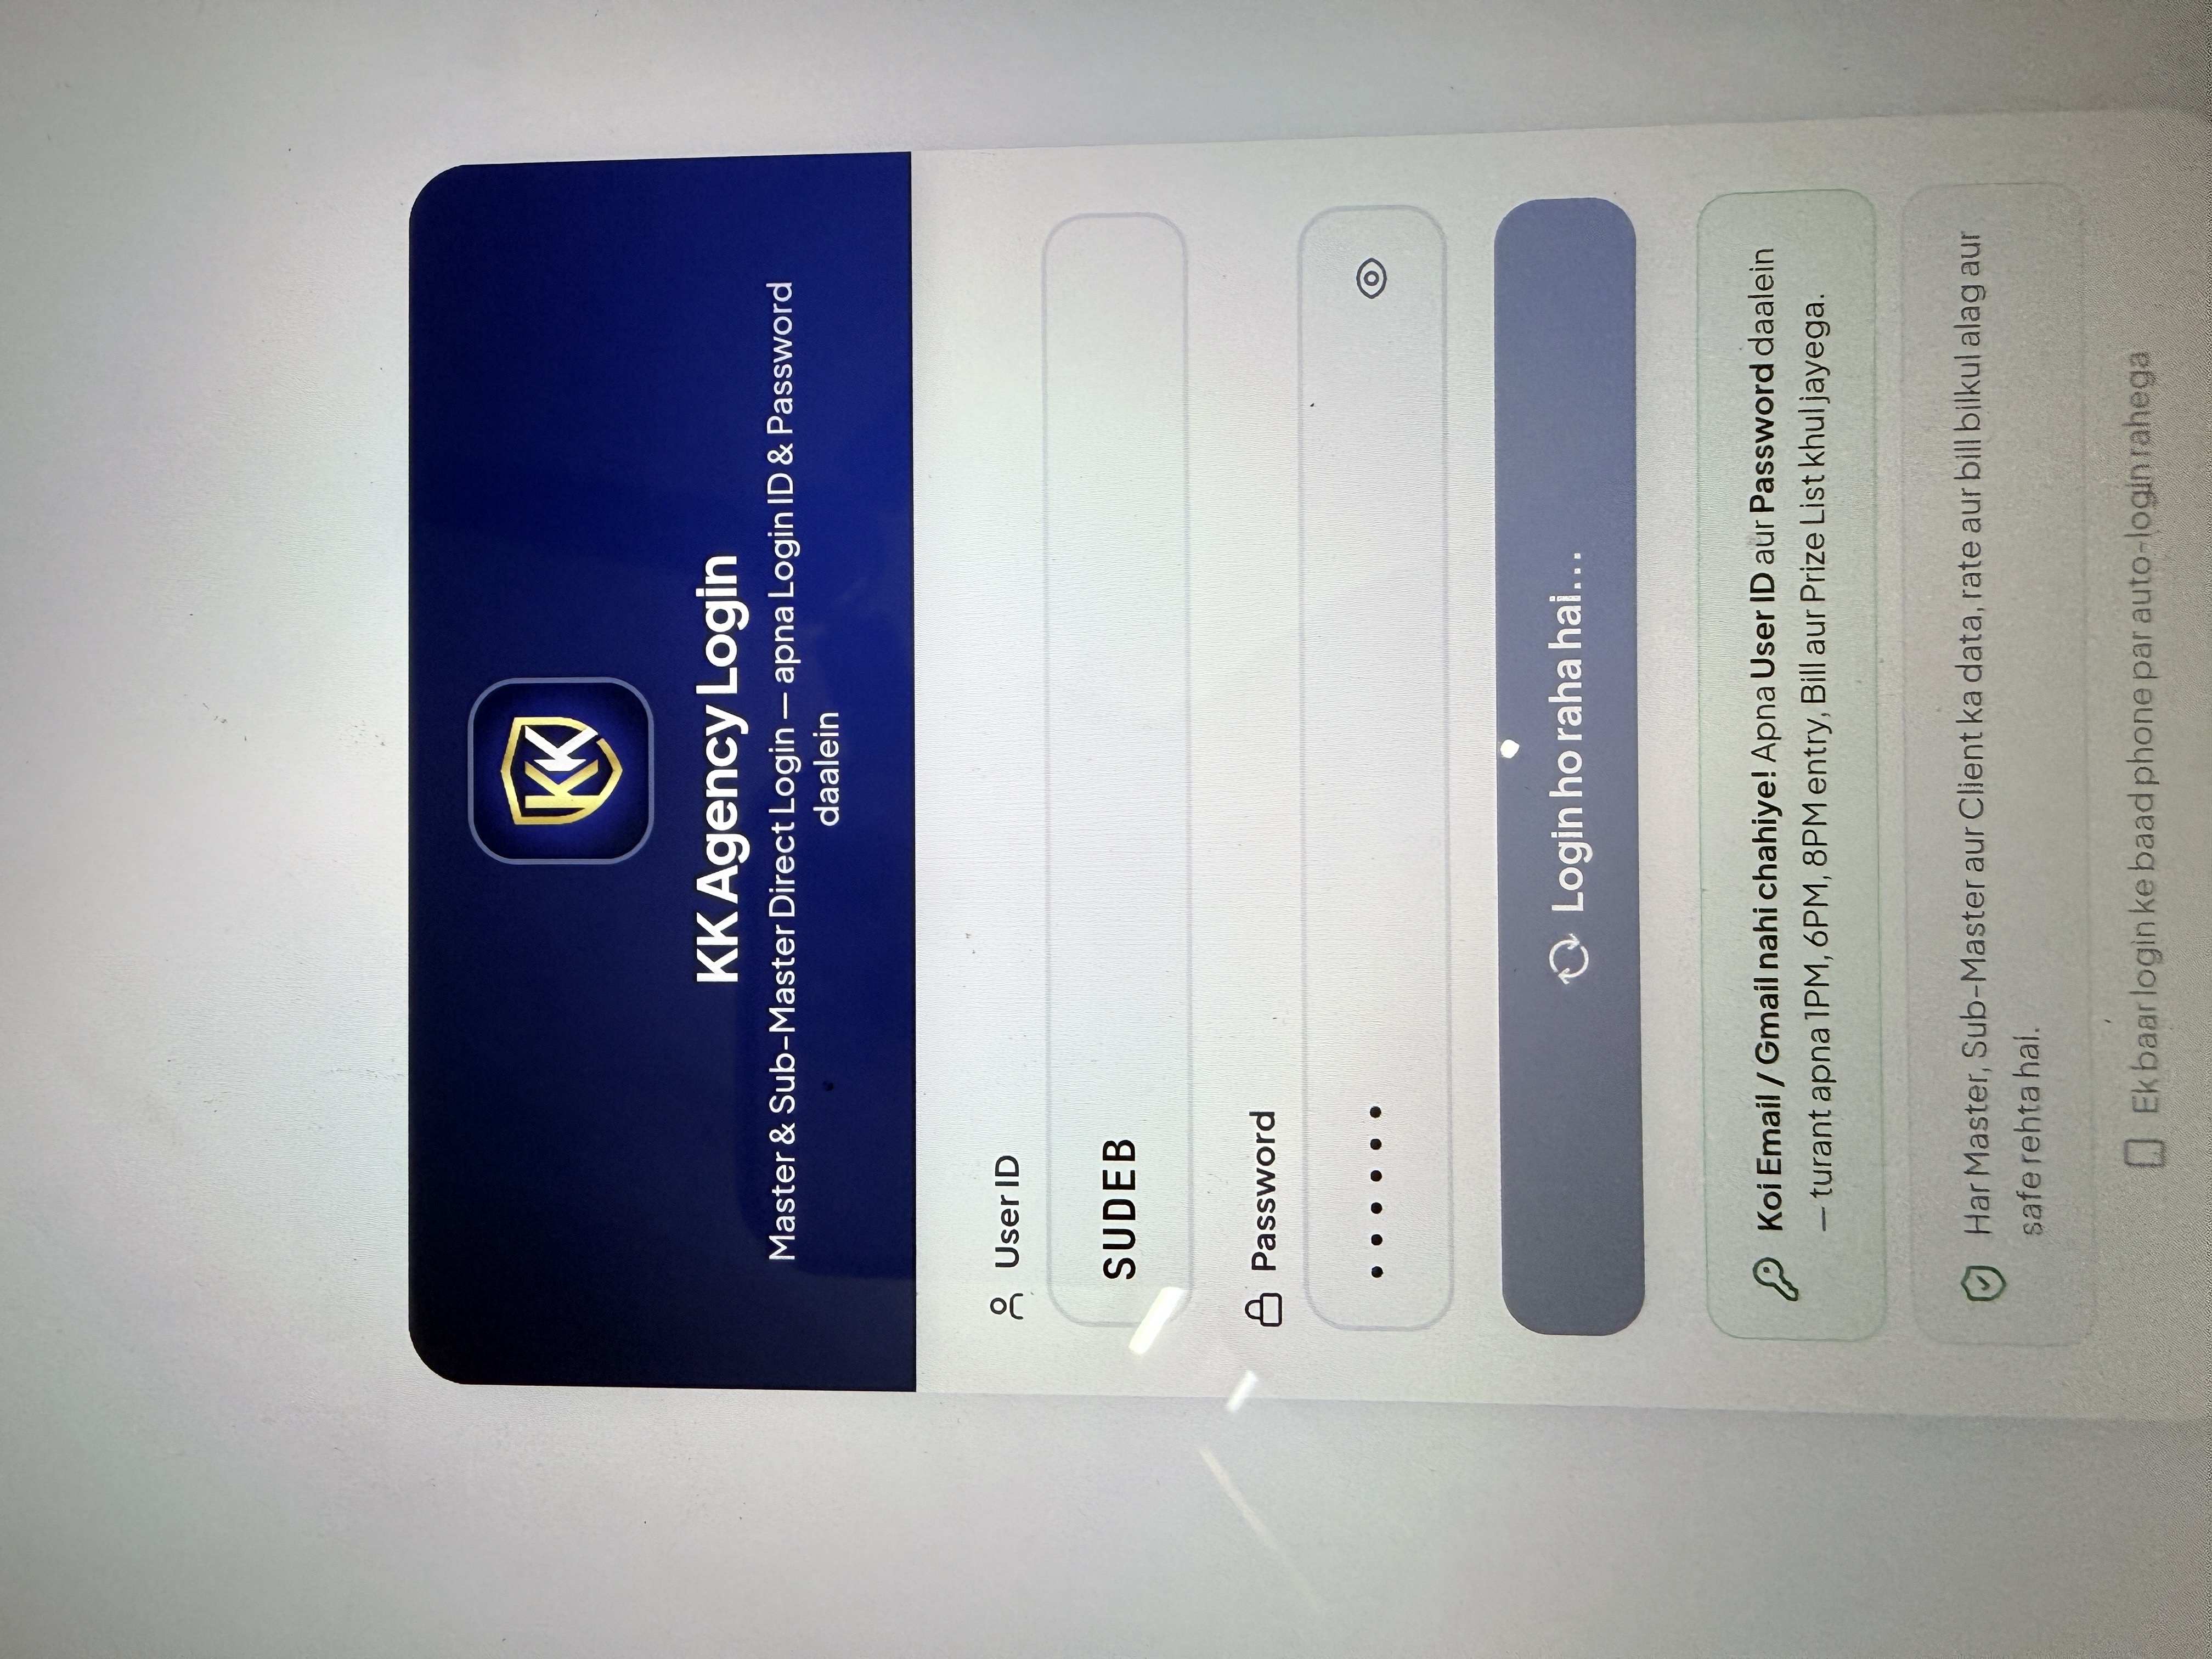 KK
KK Agency Login
Master & Sub-Master Direct Login — apna Login ID & Password
daalein
User ID
SUDEB
Password
••••••
Login ho raha hai...
Koi Email / Gmail nahi chahiye! Apna User ID aur Password daalein
— turant apna 1PM, 6PM, 8PM entry, Bill aur Prize List khul jayega.
Har Master, Sub-Master aur Client ka data, rate aur bill bilkul alag aur
safe rehta hai.
Ek baar login ke baad phone par auto-login rahega